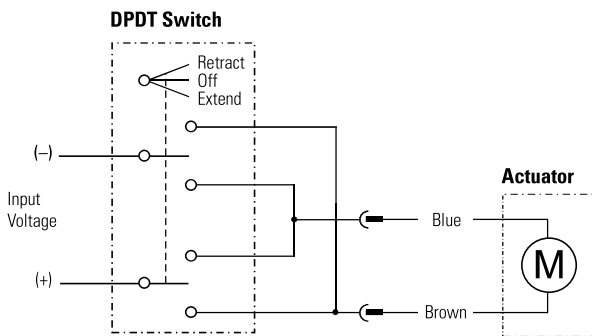 DPDT Switch
Retract
Off
Extend
(–)
Input
Voltage
(+)
Actuator
Blue
M
Brown